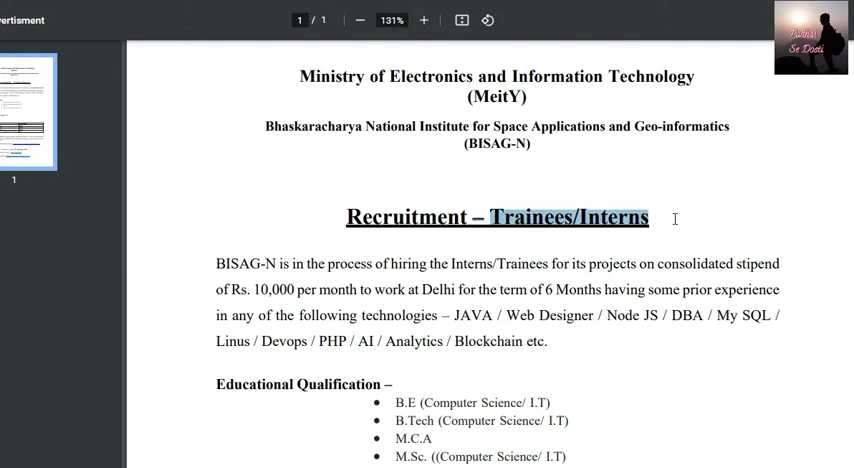 ertisment
1 / 1
131%
Padhai
Se Dosti
Ministry of Electronics and Information Technology
(MeitY)
Bhaskaracharya National Institute for Space Applications and Geo-informatics
(BISAG-N)
Recruitment – Trainees/Interns
BISAG-N is in the process of hiring the Interns/Trainees for its projects on consolidated stipend
of Rs. 10,000 per month to work at Delhi for the term of 6 Months having some prior experience
in any of the following technologies – JAVA / Web Designer / Node JS / DBA / My SQL /
Linus / Devops / PHP / AI / Analytics / Blockchain etc.
Educational Qualification –
• B.E (Computer Science/ I.T)
• B.Tech (Computer Science/ I.T)
• M.C.A
• M.Sc. ((Computer Science/ I.T)
1